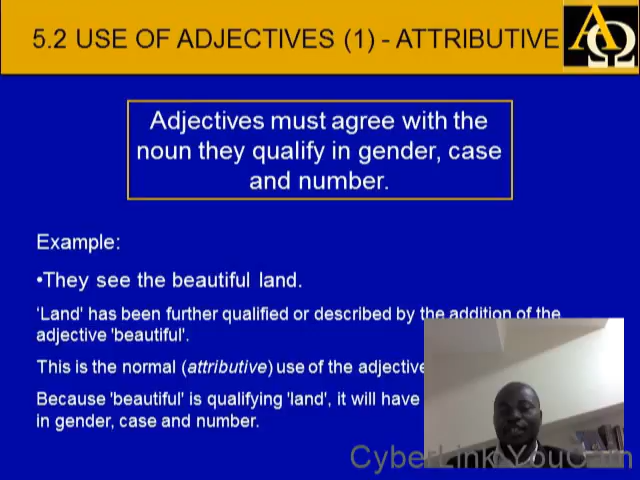 5.2 USE OF ADJECTIVES (1) - ATTRIBUTIVE
ΑΩ
Adjectives must agree with the
noun they qualify in gender, case
and number.
Example:
•They see the beautiful land.
‘Land' has been further qualified or described by the addition of the
adjective 'beautiful'.
This is the normal (attributive) use of the adjective
Because 'beautiful' is qualifying 'land', it will have
in gender, case and number.
CyberLink YouCam